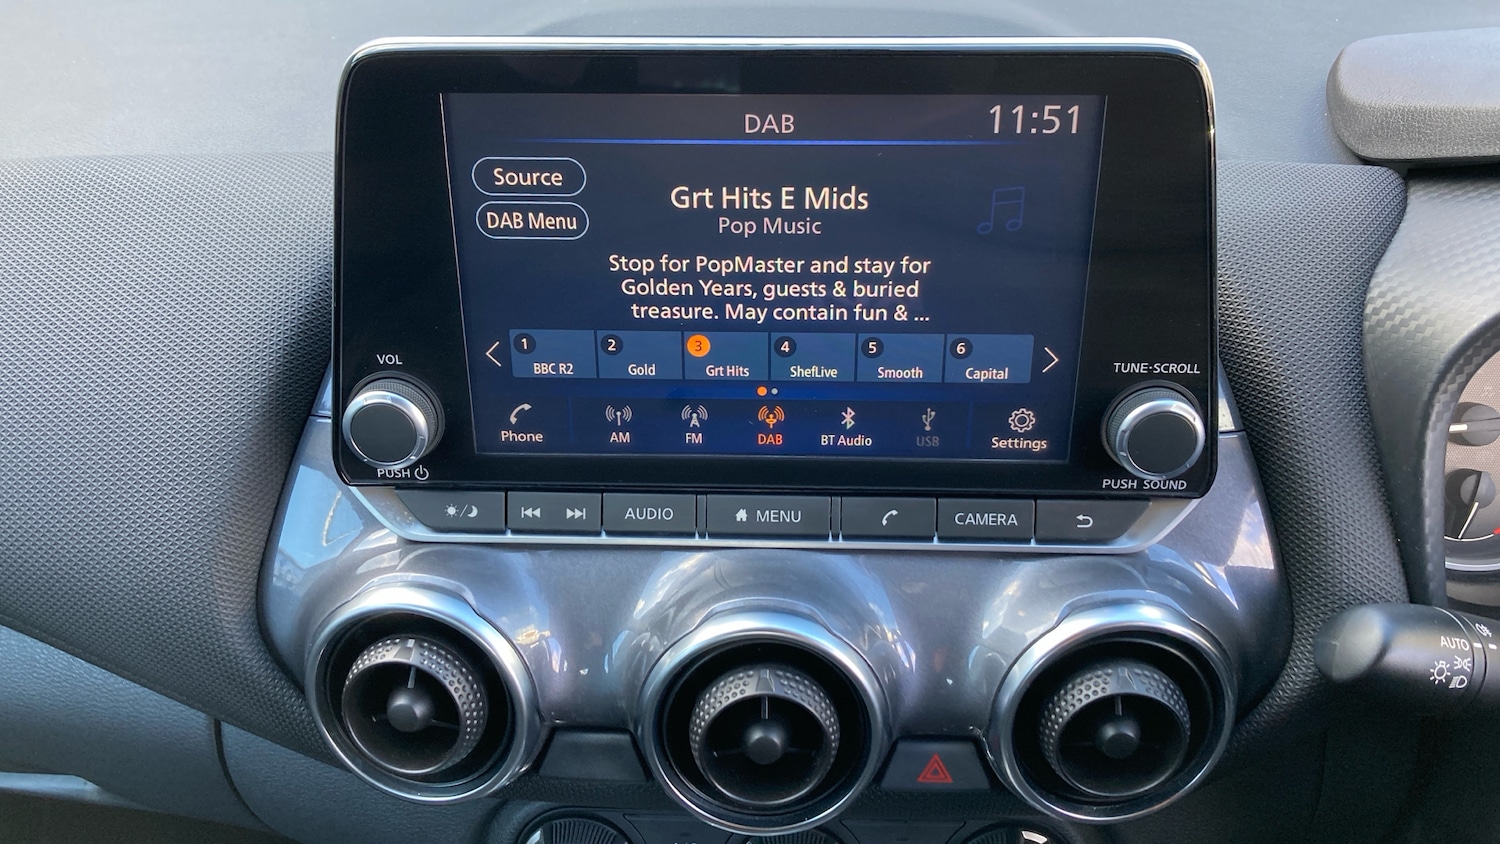 DAB
11:51
Source
DAB Menu
Grt Hits E Mids
Pop Music
Stop for PopMaster and stay for
Golden Years, guests & buried
treasure. May contain fun & ...
1 BBC R2
2 Gold
3 Grt Hits
4 ShefLive
5 Smooth
6 Capital
Phone
AM
FM
DAB
BT Audio
USB
Settings
VOL
PUSH
TUNE·SCROLL
PUSH SOUND
AUDIO
MENU
CAMERA
AUTO